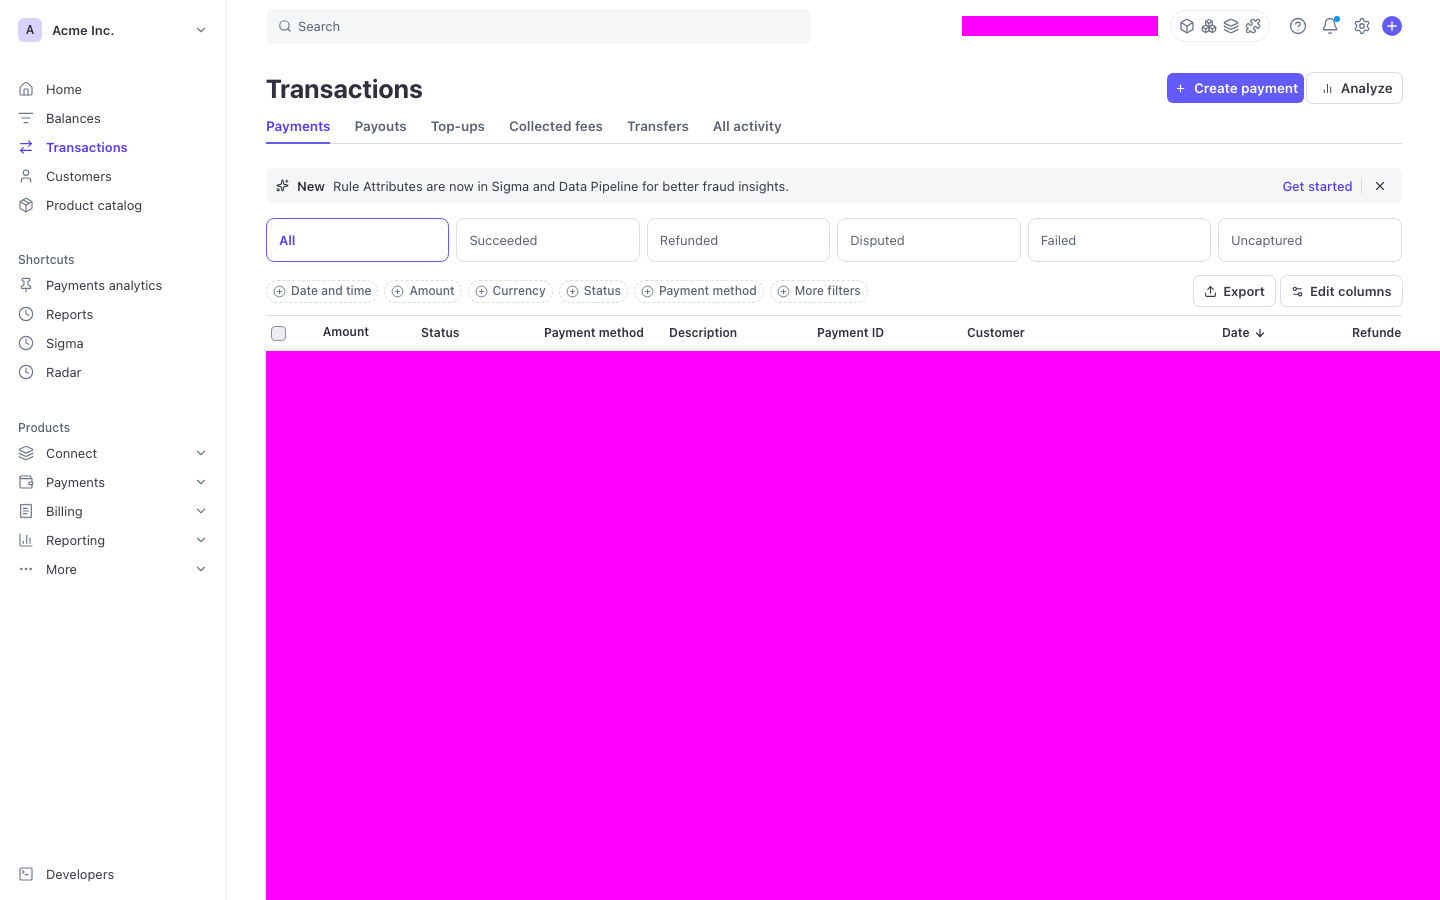 A Acme Inc.
Search
Home
Balances
Transactions
Customers
Product catalog
Shortcuts
Payments analytics
Reports
Sigma
Radar
Products
Connect
Payments
Billing
Reporting
More
Developers
Transactions
Create payment
Analyze
Payments Payouts Top-ups Collected fees Transfers All activity
New Rule Attributes are now in Sigma and Data Pipeline for better fraud insights. Get started
All Succeeded Refunded Disputed Failed Uncaptured
Date and time Amount Currency Status Payment method More filters Export Edit columns
Amount Status Payment method Description Payment ID Customer Date Refunde